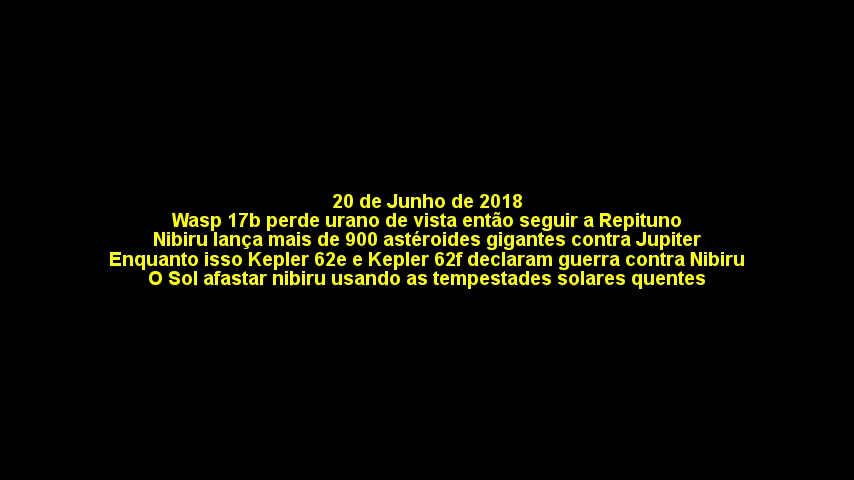 20 de Junho de 2018
Wasp 17b perde urano de vista então seguir a Repituno
Nibiru lança mais de 900 astéroides gigantes contra Jupiter
Enquanto isso Kepler 62e e Kepler 62f declaram guerra contra Nibiru
O Sol afastar nibiru usando as tempestades solares quentes